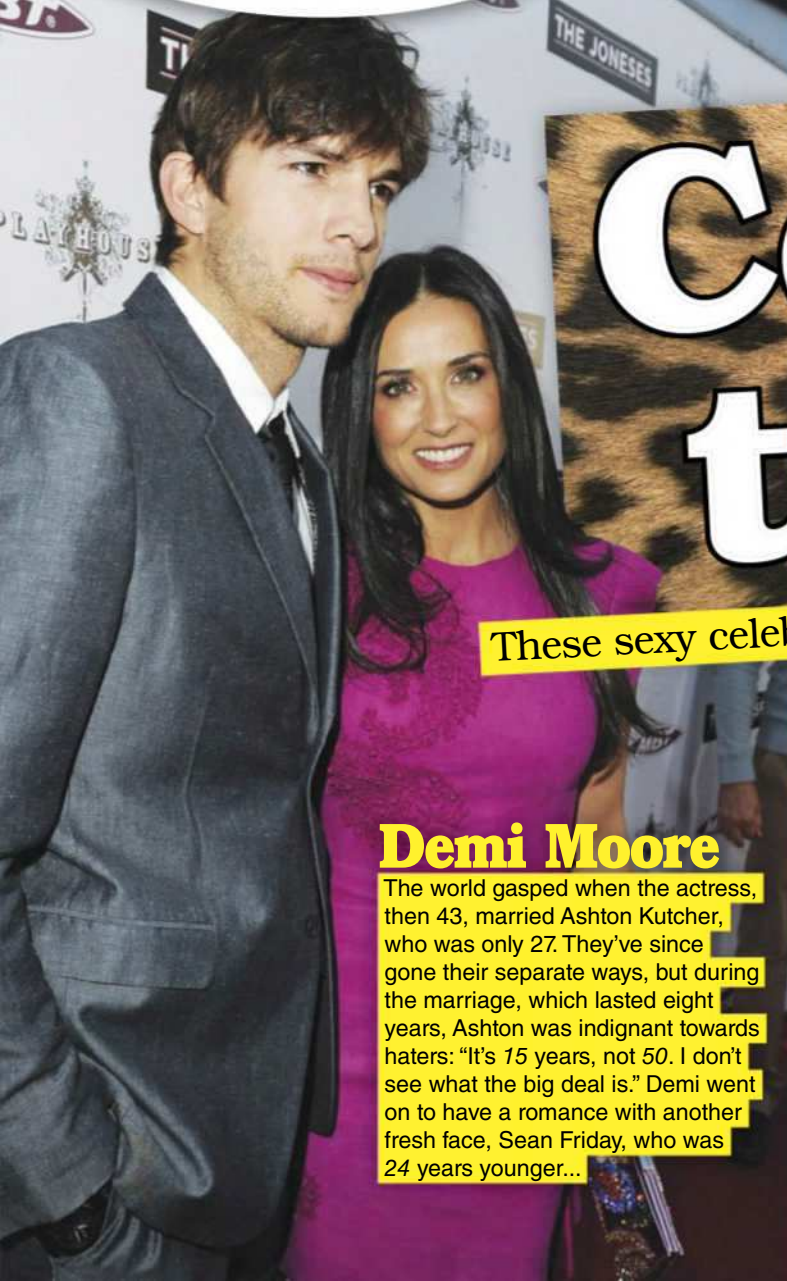 THE JONESES
PLAYHOUSE
These sexy
Demi Moore
The world gasped when the actress,
then 43, married Ashton Kutcher,
who was only 27. They’ve since
gone their separate ways, but during
the marriage, which lasted eight
years, Ashton was indignant towards
haters: “It’s 15 years, not 50. I don’t
see what the big deal is.” Demi went
on to have a romance with another
fresh face, Sean Friday, who was
24 years younger...